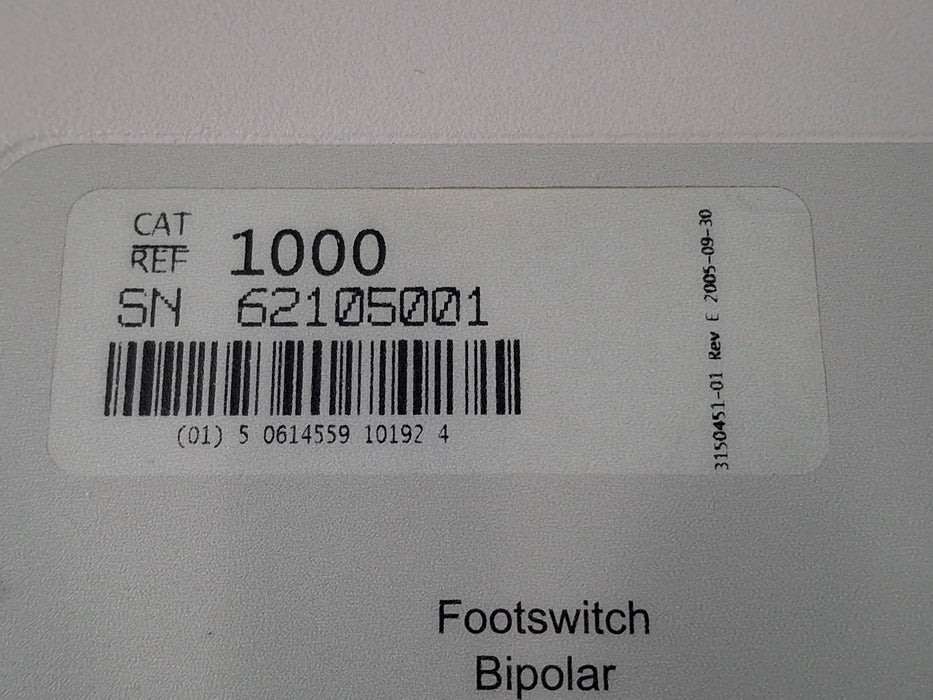 CAT
REF 1000
SN 62105001
(01) 5 0614559 10192 4
3150451-01 Rev E 2005-09-30
Footswitch
Bipolar